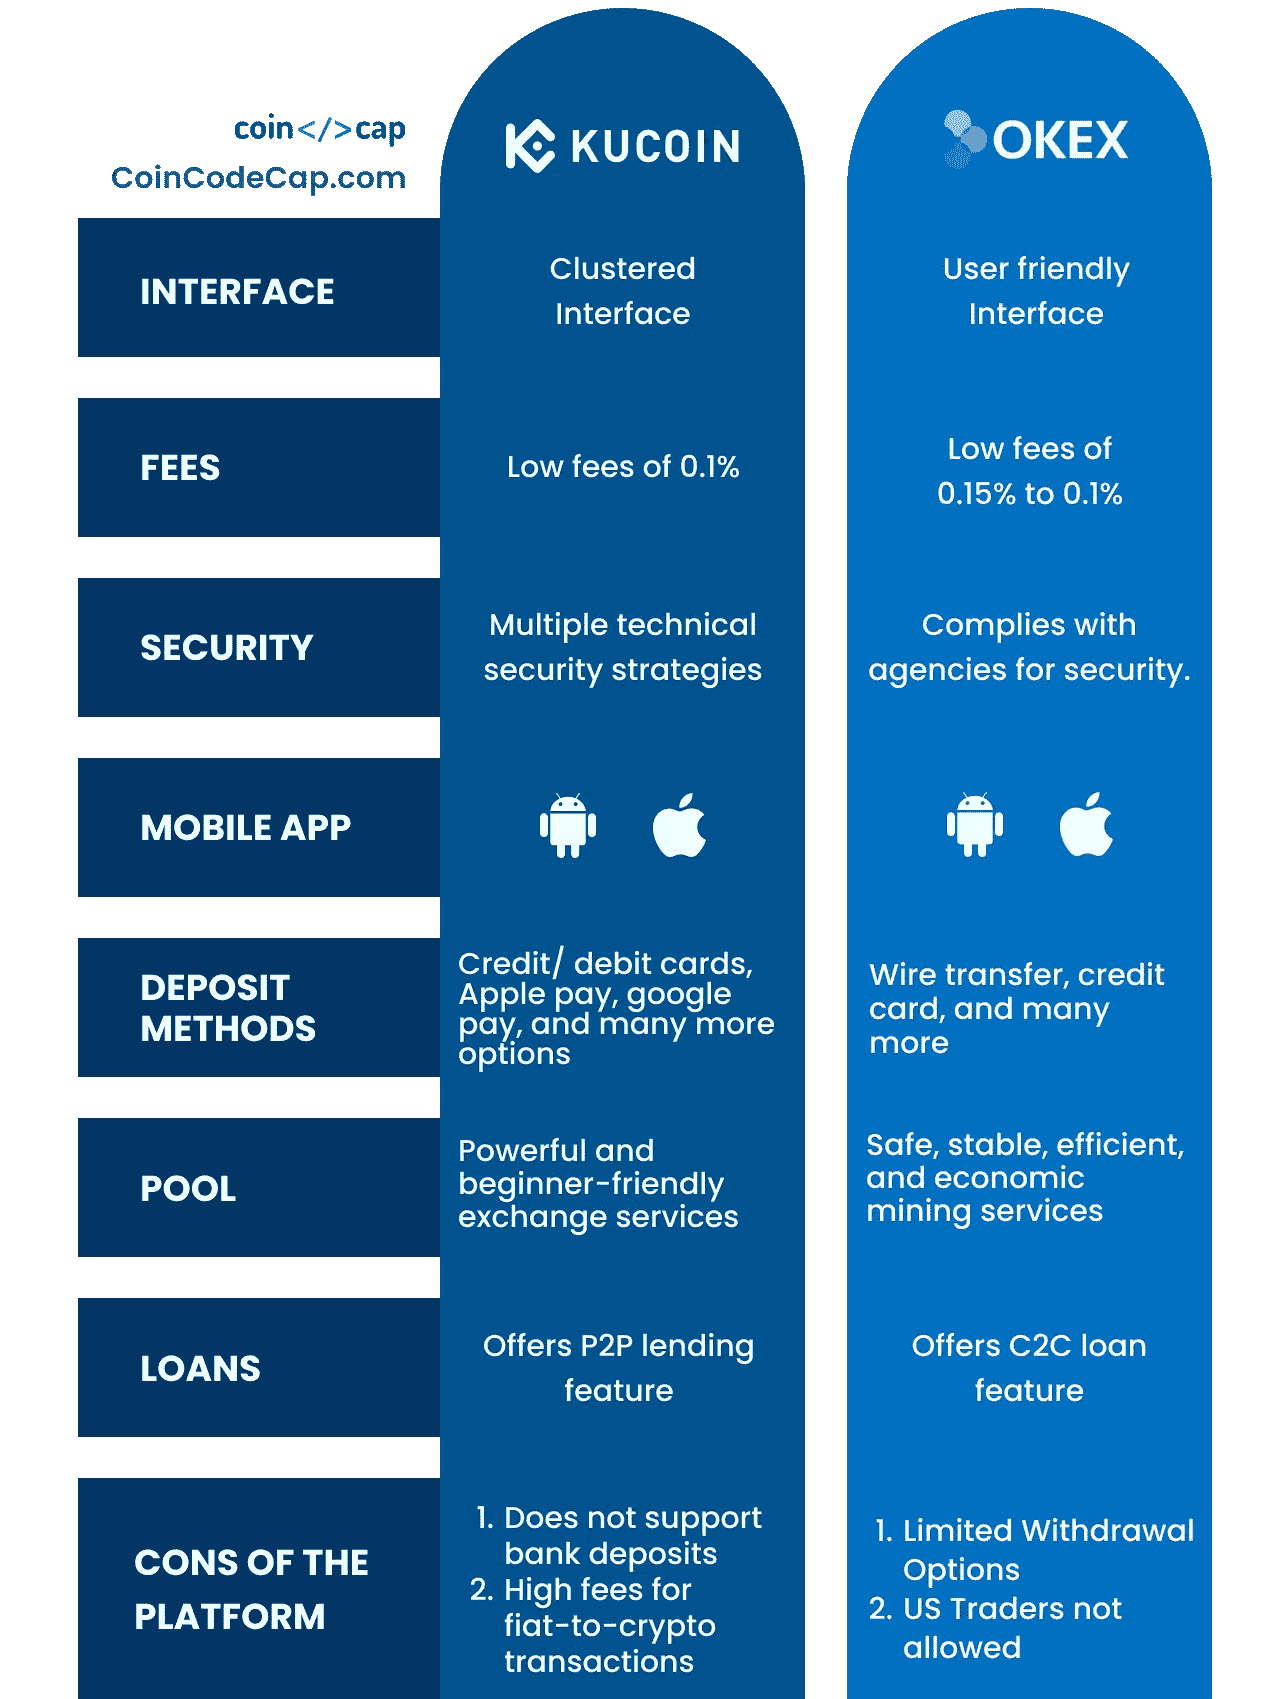 coin</>cap
CoinCodeCap.com
KUCOIN
OKEX
INTERFACE
Clustered
Interface
User friendly
Interface
FEES
Low fees of 0.1%
Low fees of
0.15% to 0.1%
SECURITY
Multiple technical
security strategies
Complies with
agencies for security.
MOBILE APP
DEPOSIT
METHODS
Credit/ debit cards,
Apple pay, google
pay, and many more
options
Wire transfer, credit
card, and many
more
POOL
Powerful and
beginner-friendly
exchange services
Safe, stable, efficient,
and economic
mining services
LOANS
Offers P2P lending
feature
Offers C2C loan
feature
CONS OF THE
PLATFORM
1. Does not support
bank deposits
2. High fees for
fiat-to-crypto
transactions
1. Limited Withdrawal
Options
2. US Traders not
allowed